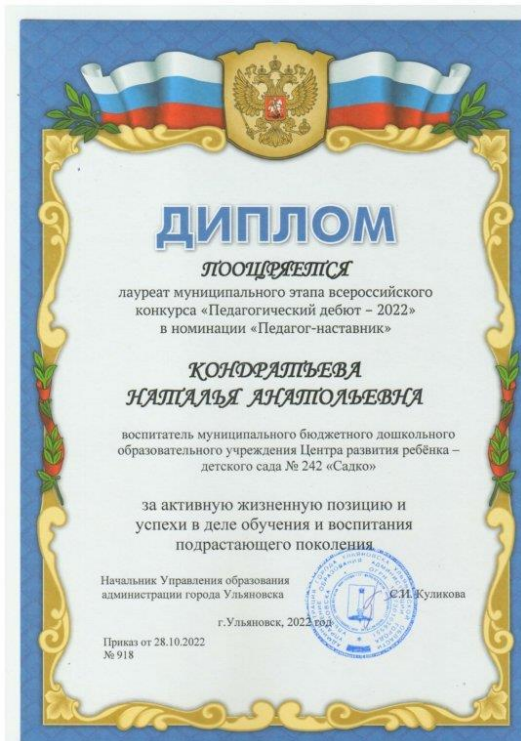 ДИПЛОМ
ПООЩРЯЕТСЯ
лауреат муниципального этапа всероссийского
конкурса «Педагогический дебют – 2022»
в номинации «Педагог-наставник»
КОНДРАТЬЕВА
НАТАЛЬЯ АНАТОЛЬЕВНА
воспитатель муниципального бюджетного дошкольного
образовательного учреждения Центра развития ребёнка –
детского сада № 242 «Садко»
за активную жизненную позицию и
успехи в деле обучения и воспитания
подрастающего поколения
Начальник Управления образования
администрации города Ульяновска
С.И. Куликова
г.Ульяновск, 2022 год
Приказ от 28.10.2022
№ 918